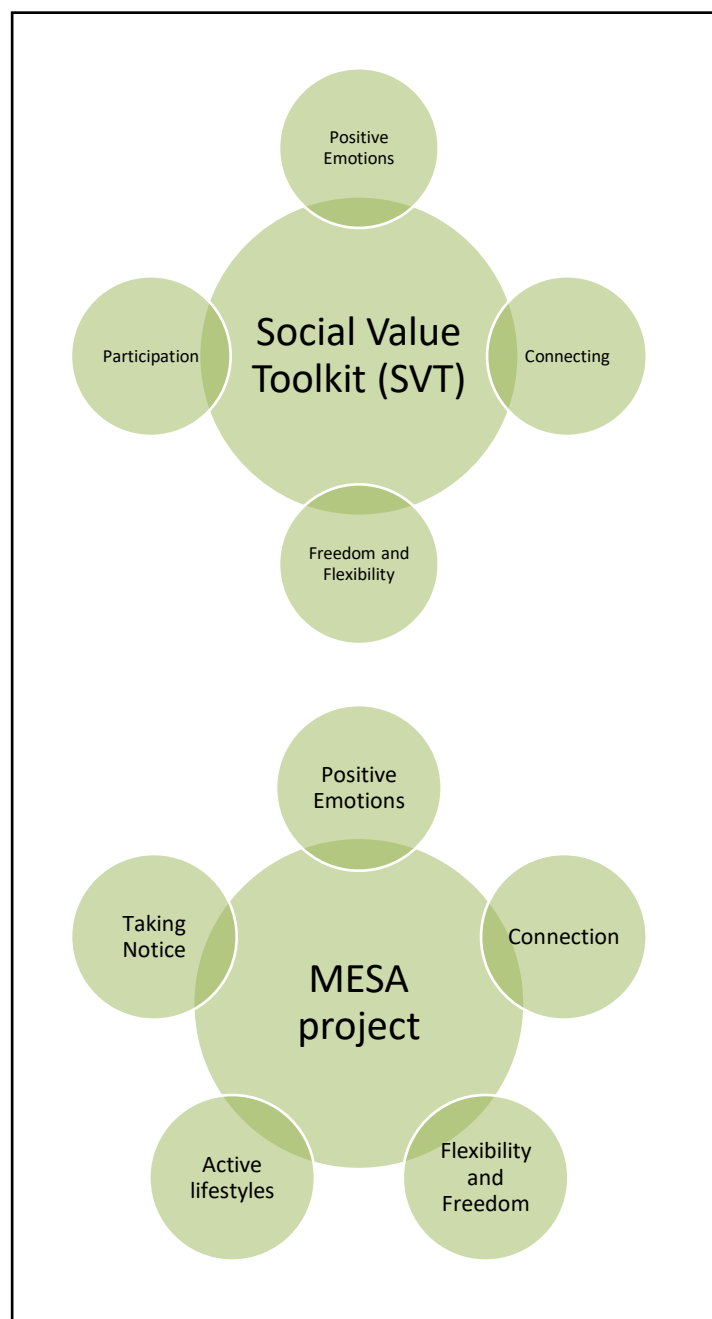 Positive
Emotions
Social Value
Toolkit (SVT)
Participation
Connecting
Freedom and
Flexibility
Positive
Emotions
Taking
Notice
Connection
MESA
project
Active
lifestyles
Flexibility
and
Freedom